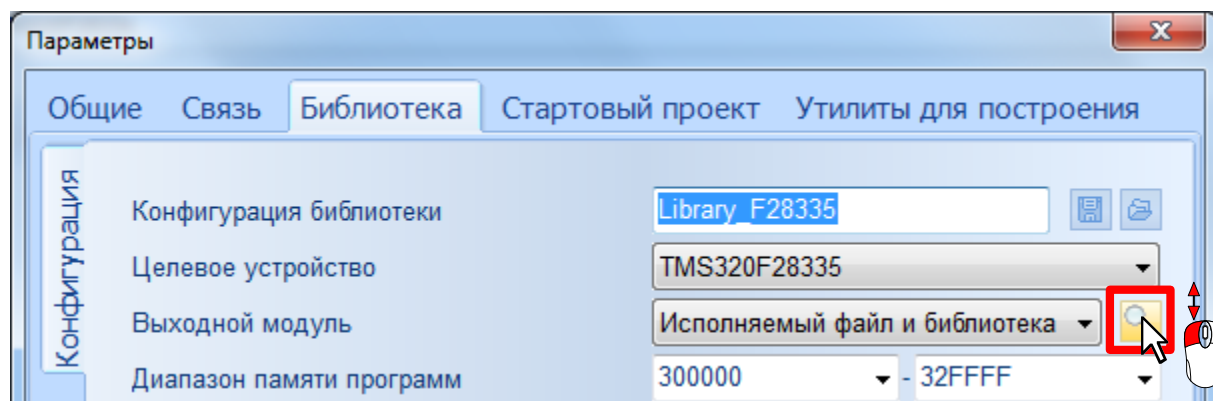 Параметры
Общие Связь Библиотека Стартовый проект Утилиты для построения
Конфигурация
Конфигурация библиотеки Library_F28335
Целевое устройство TMS320F28335
Выходной модуль Исполняемый файл и библиотека
Диапазон памяти программ 300000 - 32FFFF